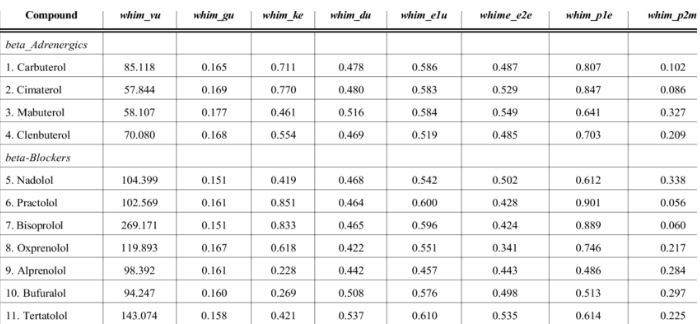 Compound whim_vu whim_gu whim_ke whim_du whim_e1u whime_e2e whim_p1e whim_p2m
beta_Adrenergics
1. Carbuterol 85.118 0.165 0.711 0.478 0.586 0.487 0.807 0.102
2. Cimaterol 57.844 0.169 0.770 0.480 0.583 0.529 0.847 0.086
3. Mabuterol 58.107 0.177 0.461 0.516 0.584 0.549 0.641 0.327
4. Clenbuterol 70.080 0.168 0.554 0.469 0.519 0.485 0.703 0.209
beta-Blockers
5. Nadolol 104.399 0.151 0.419 0.468 0.542 0.502 0.612 0.338
6. Practolol 102.569 0.161 0.851 0.464 0.600 0.428 0.901 0.056
7. Bisoprolol 269.171 0.151 0.833 0.465 0.596 0.424 0.889 0.060
8. Oxprenolol 119.893 0.167 0.618 0.422 0.551 0.341 0.746 0.217
9. Alprenolol 98.392 0.161 0.228 0.442 0.457 0.443 0.486 0.284
10. Bufuralol 94.247 0.160 0.269 0.508 0.576 0.498 0.513 0.297
11. Tertatolol 143.074 0.158 0.421 0.537 0.610 0.535 0.614 0.225